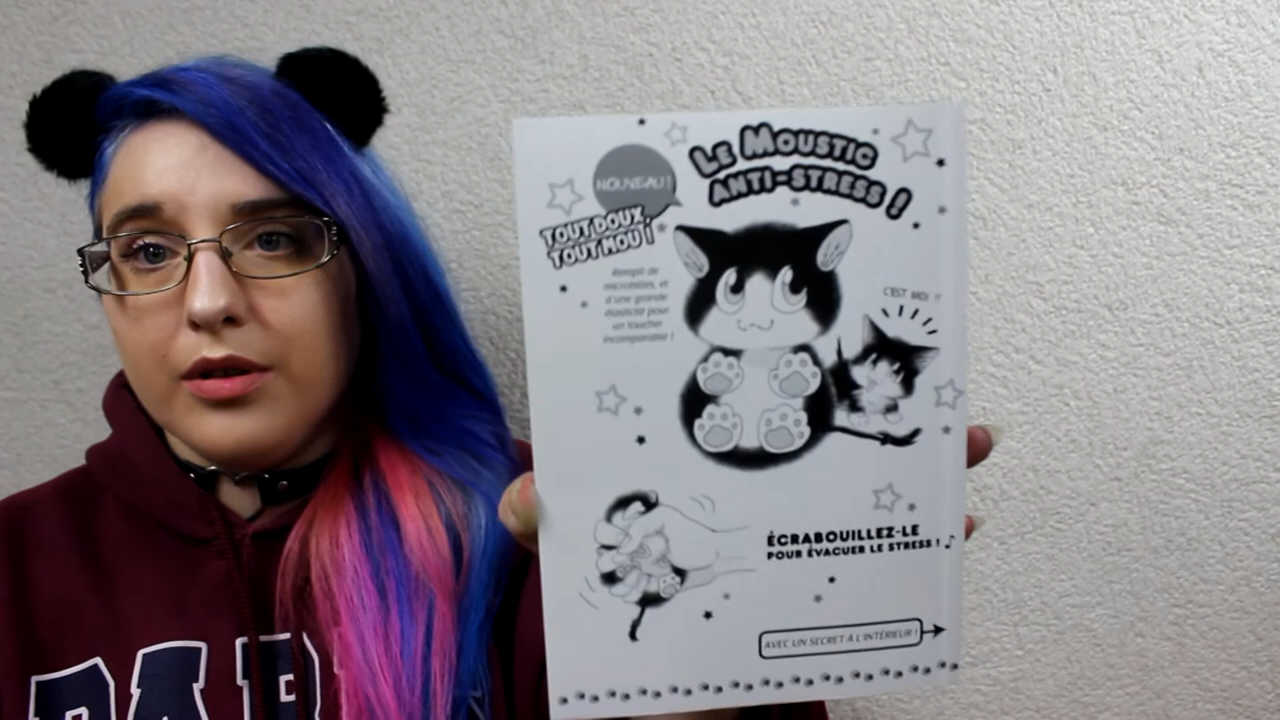 LE MOUSTIC
ANTI-STRESS !
NOUVEAU !
TOUT DOUX,
TOUT MOU !
Rempli de
microbilles, et
d'une grande
élasticité pour
un toucher
incomparable !
C'EST MOI !?
ÉCRABOUILLEZ-LE
POUR ÉVACUER LE STRESS ! ♪
AVEC UN SECRET À L'INTÉRIEUR !
PAR